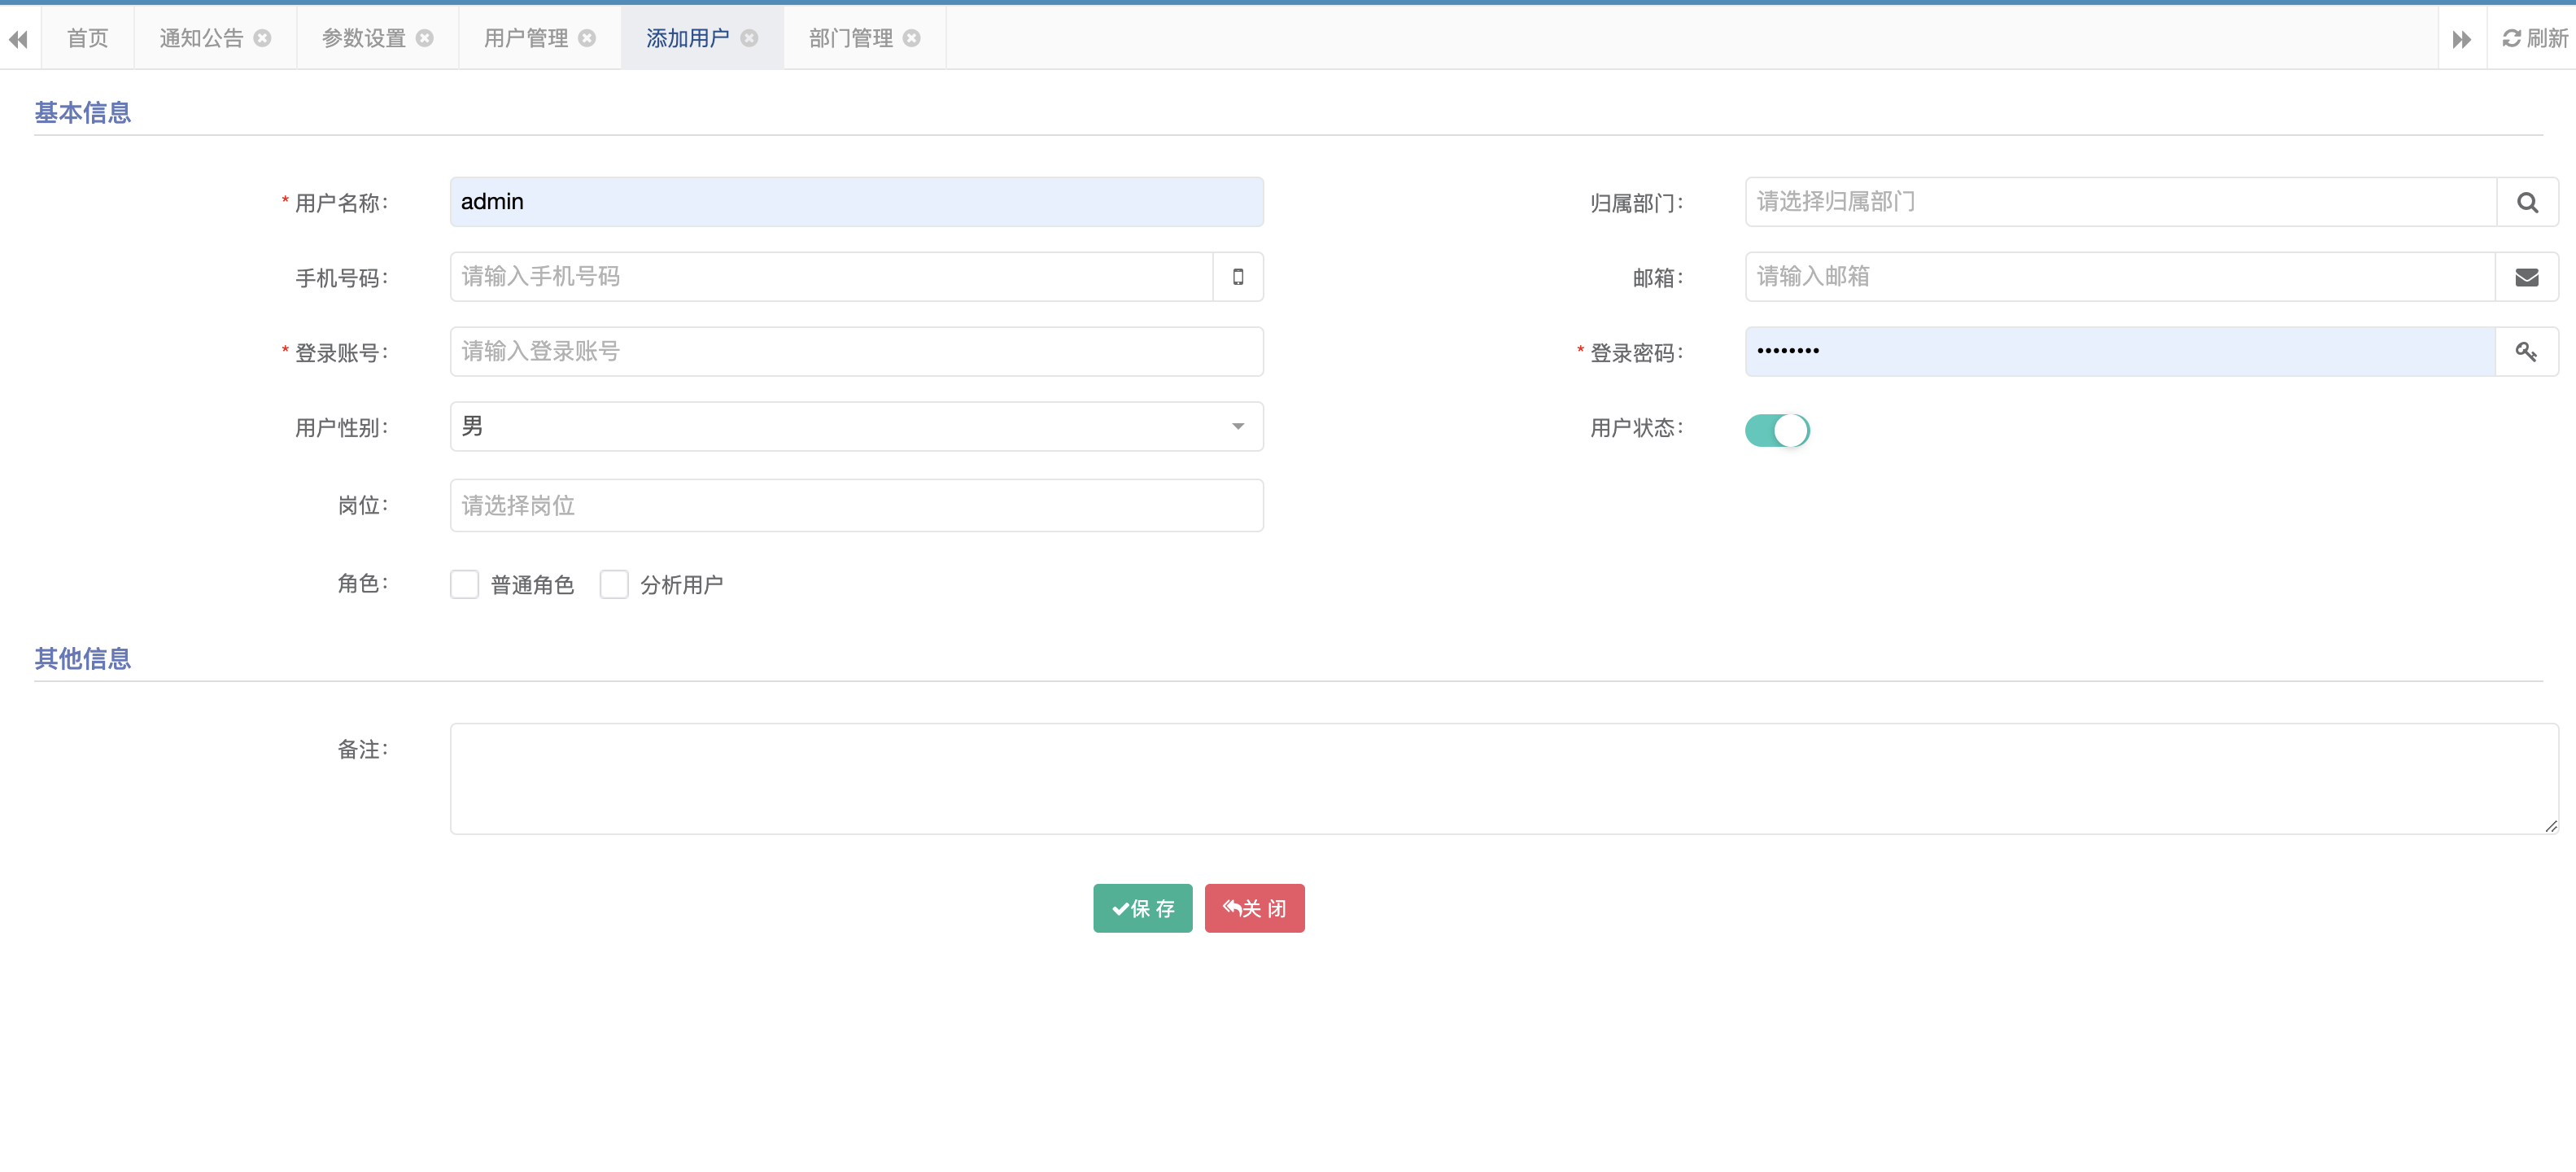 首页 通知公告 参数设置 用户管理 添加用户 部门管理 刷新
基本信息
* 用户名称： admin 归属部门： 请选择归属部门
手机号码： 请输入手机号码 邮箱： 请输入邮箱
* 登录账号： 请输入登录账号 * 登录密码： ••••••••
用户性别： 男 用户状态：
岗位： 请选择岗位
角色： 普通角色 分析用户
其他信息
备注：
保 存 关 闭